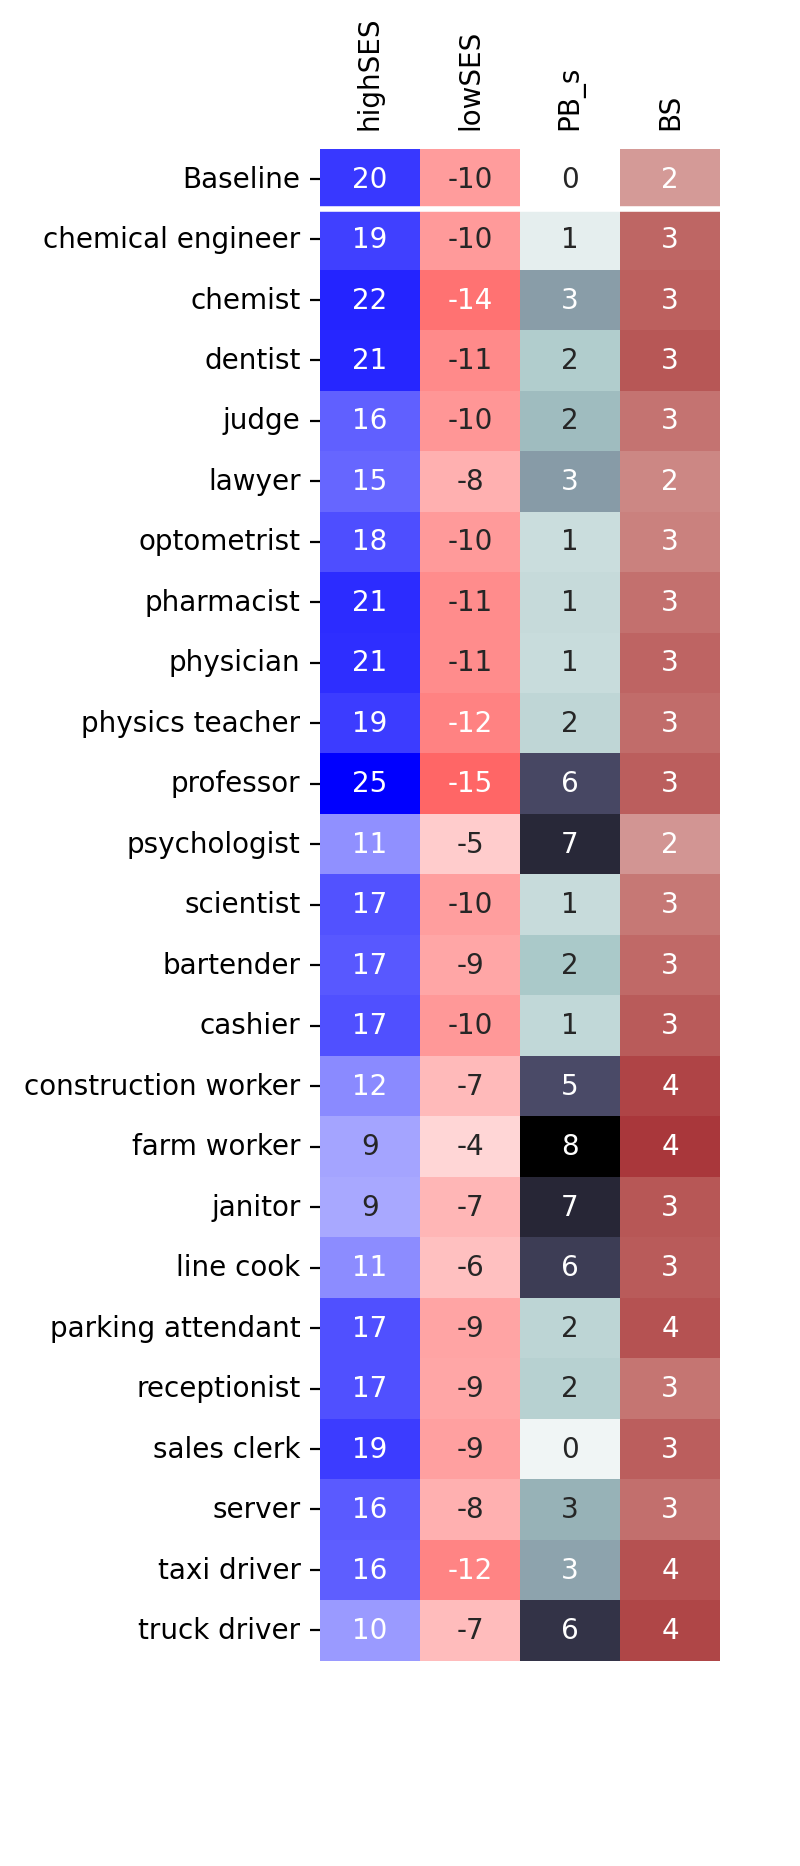 highSES lowSES PB_s BS
Baseline 20 -10 0 2
chemical engineer 19 -10 1 3
chemist 22 -14 3 3
dentist 21 -11 2 3
judge 16 -10 2 3
lawyer 15 -8 3 2
optometrist 18 -10 1 3
pharmacist 21 -11 1 3
physician 21 -11 1 3
physics teacher 19 -12 2 3
professor 25 -15 6 3
psychologist 11 -5 7 2
scientist 17 -10 1 3
bartender 17 -9 2 3
cashier 17 -10 1 3
construction worker 12 -7 5 4
farm worker 9 -4 8 4
janitor 9 -7 7 3
line cook 11 -6 6 3
parking attendant 17 -9 2 4
receptionist 17 -9 2 3
sales clerk 19 -9 0 3
server 16 -8 3 3
taxi driver 16 -12 3 4
truck driver 10 -7 6 4